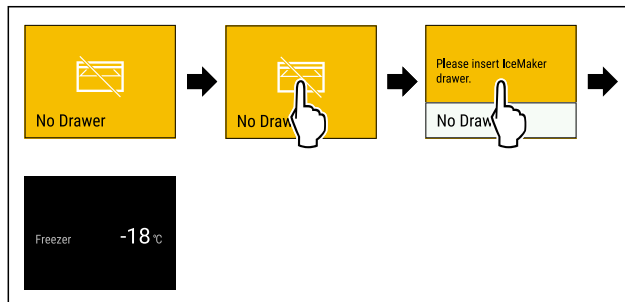 No Drawer
No Draw
Please insert IceMaker
drawer.
No Draw
Freezer -18 °C